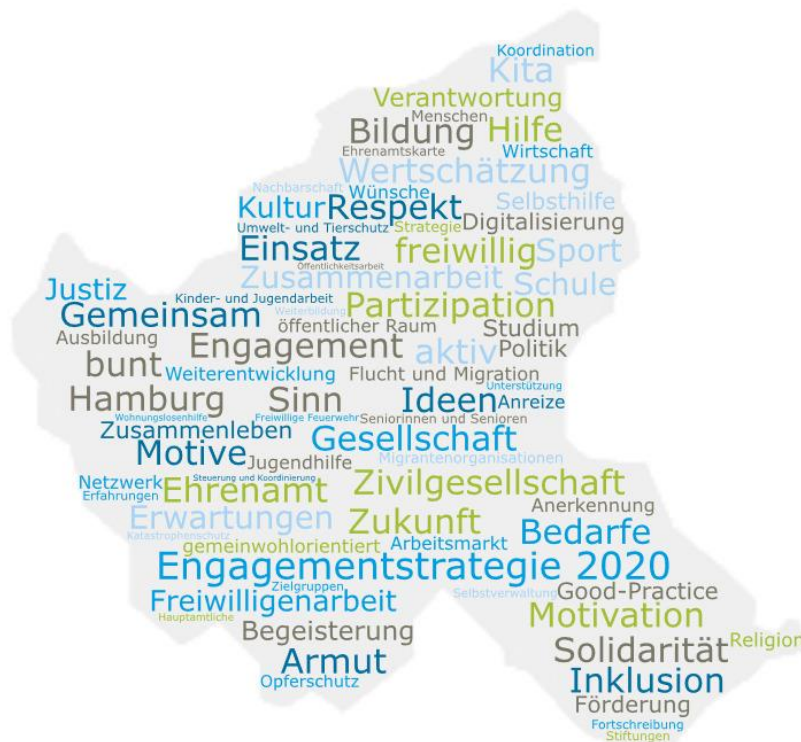 Koordination
Kita
Verantwortung
Menschen
Bildung Hilfe
Ehrenamtskarte Wirtschaft
Wertschätzung
Nachbarschaft Wünsche Selbsthilfe
Kultur Respekt Digitalisierung
Umwelt- und Tierschutz Strategie
Einsatz freiwillig Sport
Öffentlichkeitsarbeit
Zusammenarbeit Schule
Justiz Kinder- und Jugendarbeit Partizipation
Gemeinsam Weiterbildung
Ausbildung öffentlicher Raum Studium
bunt Engagement aktiv Politik
Weiterentwicklung Flucht und Migration
Unterstützung
Hamburg Sinn Ideen Anreize
Wohnungslosenhilfe Freiwillige Feuerwehr Seniorinnen und Senioren
Zusammenleben Gesellschaft
Motive Jugendhilfe Migrantenorganisationen
Netzwerk Steuerung und Koordinierung
Erfahrungen Ehrenamt Zivilgesellschaft
Erwartungen Zukunft Anerkennung
Katastrophenschutz Bedarfe
gemeinwohlorientiert Arbeitsmarkt
Engagementstrategie 2020
Zielgruppen Selbstverwaltung Good-Practice
Freiwilligenarbeit Motivation
Hauptamtliche
Begeisterung Solidarität Religion
Armut Inklusion
Opferschutz
Förderung
Fortschreibung
Stiftungen